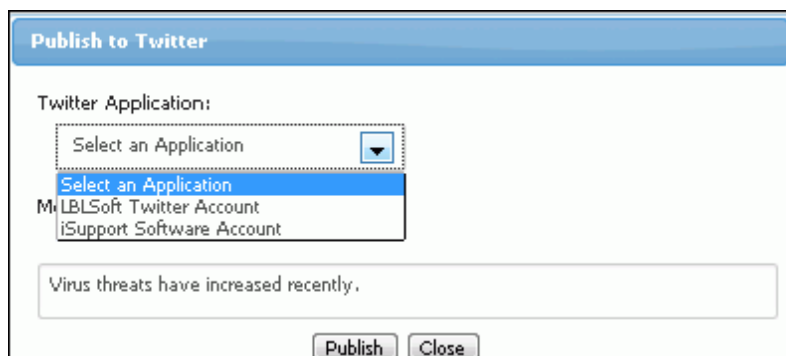 Publish to Twitter
Twitter Application:
Select an Application
Select an Application
LBLSoft Twitter Account
iSupport Software Account
Virus threats have increased recently.
Publish Close